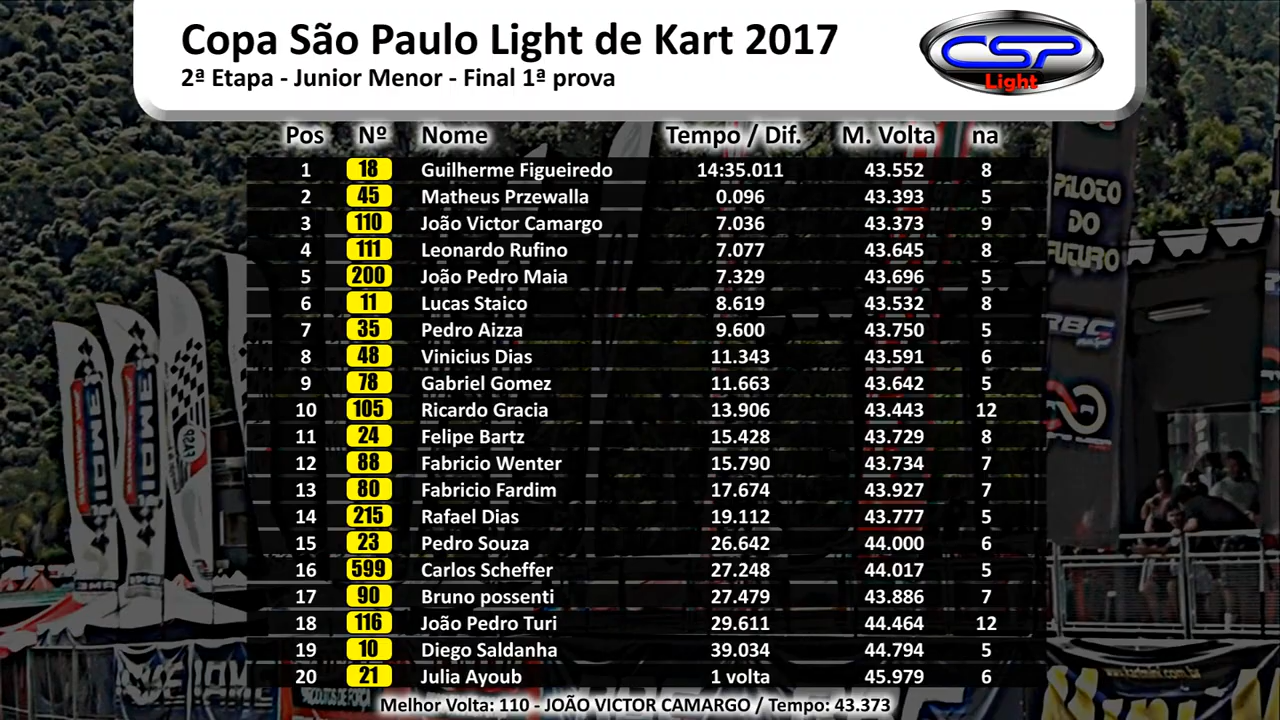 Copa São Paulo Light de Kart 2017
2ª Etapa - Junior Menor - Final 1ª prova
CSP
Light
Pos Nº Nome Tempo / Dif. M. Volta na
1 18 Guilherme Figueiredo 14:35.011 43.552 8
2 45 Matheus Przewalla 0.096 43.393 5
3 110 João Victor Camargo 7.036 43.373 9
4 111 Leonardo Rufino 7.077 43.645 8
5 200 João Pedro Maia 7.329 43.696 5
6 11 Lucas Staico 8.619 43.532 8
7 35 Pedro Aizza 9.600 43.750 5
8 48 Vinicius Dias 11.343 43.591 6
9 78 Gabriel Gomez 11.663 43.642 5
10 105 Ricardo Gracia 13.906 43.443 12
11 24 Felipe Bartz 15.428 43.729 8
12 88 Fabricio Wenter 15.790 43.734 7
13 80 Fabricio Fardim 17.674 43.927 7
14 215 Rafael Dias 19.112 43.777 5
15 23 Pedro Souza 26.642 44.000 6
16 599 Carlos Scheffer 27.248 44.017 5
17 90 Bruno possenti 27.479 43.886 7
18 116 João Pedro Turi 29.611 44.464 12
19 10 Diego Saldanha 39.034 44.794 5
20 21 Julia Ayoub 1 volta 45.979 6
Melhor Volta: 110 - JOÃO VICTOR CAMARGO / Tempo: 43.373
PILOTO
DO
FUTURO
RBC